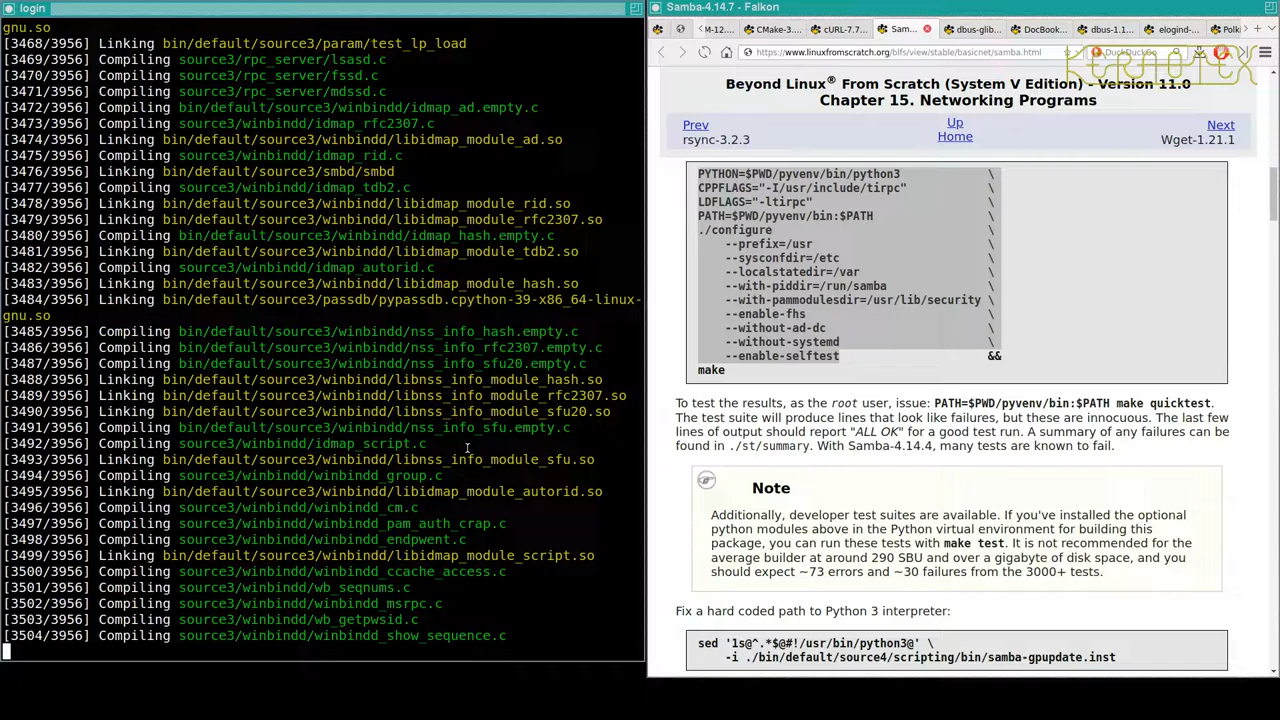 login
gnu.so
[3468/3956] Linking bin/default/source3/param/test_lp_load
[3469/3956] Compiling source3/rpc_server/lsasd.c
[3470/3956] Compiling source3/rpc_server/fssd.c
[3471/3956] Compiling source3/rpc_server/mdssd.c
[3472/3956] Compiling bin/default/source3/winbindd/idmap_ad.empty.c
[3473/3956] Compiling source3/winbindd/idmap_rfc2307.c
[3474/3956] Linking bin/default/source3/winbindd/libidmap_module_ad.so
[3475/3956] Compiling source3/winbindd/idmap_rid.c
[3476/3956] Linking bin/default/source3/smbd/smbd
[3477/3956] Compiling source3/winbindd/idmap_tdb2.c
[3478/3956] Linking bin/default/source3/winbindd/libidmap_module_rid.so
[3479/3956] Linking bin/default/source3/winbindd/libidmap_module_rfc2307.so
[3480/3956] Compiling bin/default/source3/winbindd/idmap_hash.empty.c
[3481/3956] Linking bin/default/source3/winbindd/libidmap_module_tdb2.so
[3482/3956] Compiling source3/winbindd/idmap_autorid.c
[3483/3956] Linking bin/default/source3/winbindd/libidmap_module_hash.so
[3484/3956] Linking bin/default/source3/passdb/pypassdb.cpython-39-x86_64-linux-
gnu.so
[3485/3956] Compiling bin/default/source3/winbindd/nss_info_hash.empty.c
[3486/3956] Compiling bin/default/source3/winbindd/nss_info_rfc2307.empty.c
[3487/3956] Compiling bin/default/source3/winbindd/nss_info_sfu20.empty.c
[3488/3956] Linking bin/default/source3/winbindd/libnss_info_module_hash.so
[3489/3956] Linking bin/default/source3/winbindd/libnss_info_module_rfc2307.so
[3490/3956] Linking bin/default/source3/winbindd/libnss_info_module_sfu20.so
[3491/3956] Compiling bin/default/source3/winbindd/nss_info_sfu.empty.c
[3492/3956] Compiling source3/winbindd/idmap_script.c
[3493/3956] Linking bin/default/source3/winbindd/libnss_info_module_sfu.so
[3494/3956] Compiling source3/winbindd/winbindd_group.c
[3495/3956] Linking bin/default/source3/winbindd/libidmap_module_autorid.so
[3496/3956] Compiling source3/winbindd/winbindd_cm.c
[3497/3956] Compiling source3/winbindd/winbindd_pam_auth_crap.c
[3498/3956] Compiling source3/winbindd/winbindd_endpwent.c
[3499/3956] Linking bin/default/source3/winbindd/libidmap_module_script.so
[3500/3956] Compiling source3/winbindd/winbindd_ccache_access.c
[3501/3956] Compiling source3/winbindd/wb_seqnums.c
[3502/3956] Compiling source3/winbindd/winbindd_msrpc.c
[3503/3956] Compiling source3/winbindd/wb_getpwsid.c
[3504/3956] Compiling source3/winbindd/winbindd_show_sequence.c
Samba-4.14.7 - Falkon
M-12.... CMake-3.... cURL-7.7... Sam... dbus-glib... DocBook... dbus-1.1... elogind-... Polk
https://www.linuxfromscratch.org/blfs/view/stable/basicnet/samba.html DuckDuckGo
KERNOTEX
Beyond Linux® From Scratch (System V Edition) - Version 11.0
Chapter 15. Networking Programs
Prev Up Next
rsync-3.2.3 Home Wget-1.21.1
PYTHON=$PWD/pyvenv/bin/python3 \
CPPFLAGS="-I/usr/include/tirpc" \
LDFLAGS="-ltirpc" \
PATH=$PWD/pyvenv/bin:$PATH \
./configure \
--prefix=/usr \
--sysconfdir=/etc \
--localstatedir=/var \
--with-piddir=/run/samba \
--with-pammodulesdir=/usr/lib/security \
--enable-fhs \
--without-ad-dc \
--without-systemd \
--enable-selftest &&
make
To test the results, as the root user, issue: PATH=$PWD/pyvenv/bin:$PATH make quicktest.
The test suite will produce lines that look like failures, but these are innocuous. The last few
lines of output should report "ALL OK" for a good test run. A summary of any failures can be
found in ./st/summary. With Samba-4.14.4, many tests are known to fail.
Note
Additionally, developer test suites are available. If you've installed the optional
python modules above in the Python virtual environment for building this
package, you can run these tests with make test. It is not recommended for the
average builder at around 290 SBU and over a gigabyte of disk space, and you
should expect ~73 errors and ~30 failures from the 3000+ tests.
Fix a hard coded path to Python 3 interpreter:
sed '1s@^.*$@#!/usr/bin/python3@' \
-i ./bin/default/source4/scripting/bin/samba-gpupdate.inst